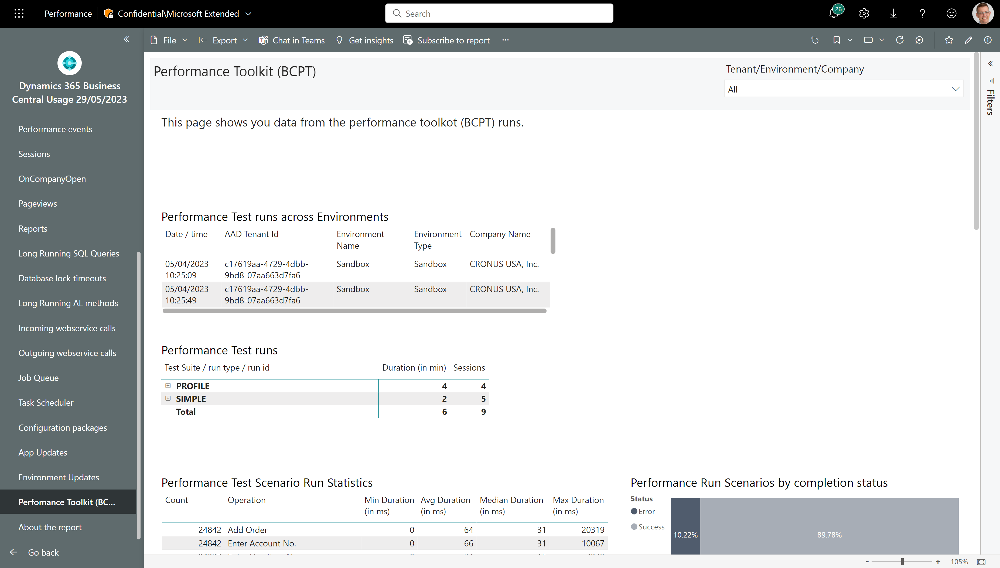 Performance
Confidential\Microsoft Extended
Search
26
File
Export
Chat in Teams
Get insights
Subscribe to report
Dynamics 365 Business
Central Usage 29/05/2023
Performance events
Sessions
OnCompanyOpen
Pageviews
Reports
Long Running SQL Queries
Database lock timeouts
Long Running AL methods
Incoming webservice calls
Outgoing webservice calls
Job Queue
Task Scheduler
Configuration packages
App Updates
Environment Updates
Perfomance Toolkit (BC...
About the report
Go back
Performance Toolkit (BCPT)
Tenant/Environment/Company
All
Filters
This page shows you data from the performance toolkot (BCPT) runs.
Performance Test runs across Environments
Date / time AAD Tenant Id Environment Environment Company Name
Name Type
05/04/2023 c17619aa-4729-4dbb- Sandbox Sandbox CRONUS USA, Inc.
10:25:09 9bd8-07aa663d7fa6
05/04/2023 c17619aa-4729-4dbb- Sandbox Sandbox CRONUS USA, Inc.
10:25:49 9bd8-07aa663d7fa6
Performance Test runs
Test Suite / run type / run id Duration (in min) Sessions
PROFILE 4 4
SIMPLE 2 5
Total 6 9
Performance Test Scenario Run Statistics
Count Operation Min Duration Avg Duration Median Duration Max Duration
(in ms) (in ms) (in ms) (in ms)
24842 Add Order 0 64 31 20319
24842 Enter Account No. 0 66 31 10067
Performance Run Scenarios by completion status
Status
Error
Success
10.22% 89.78%
- + 105%